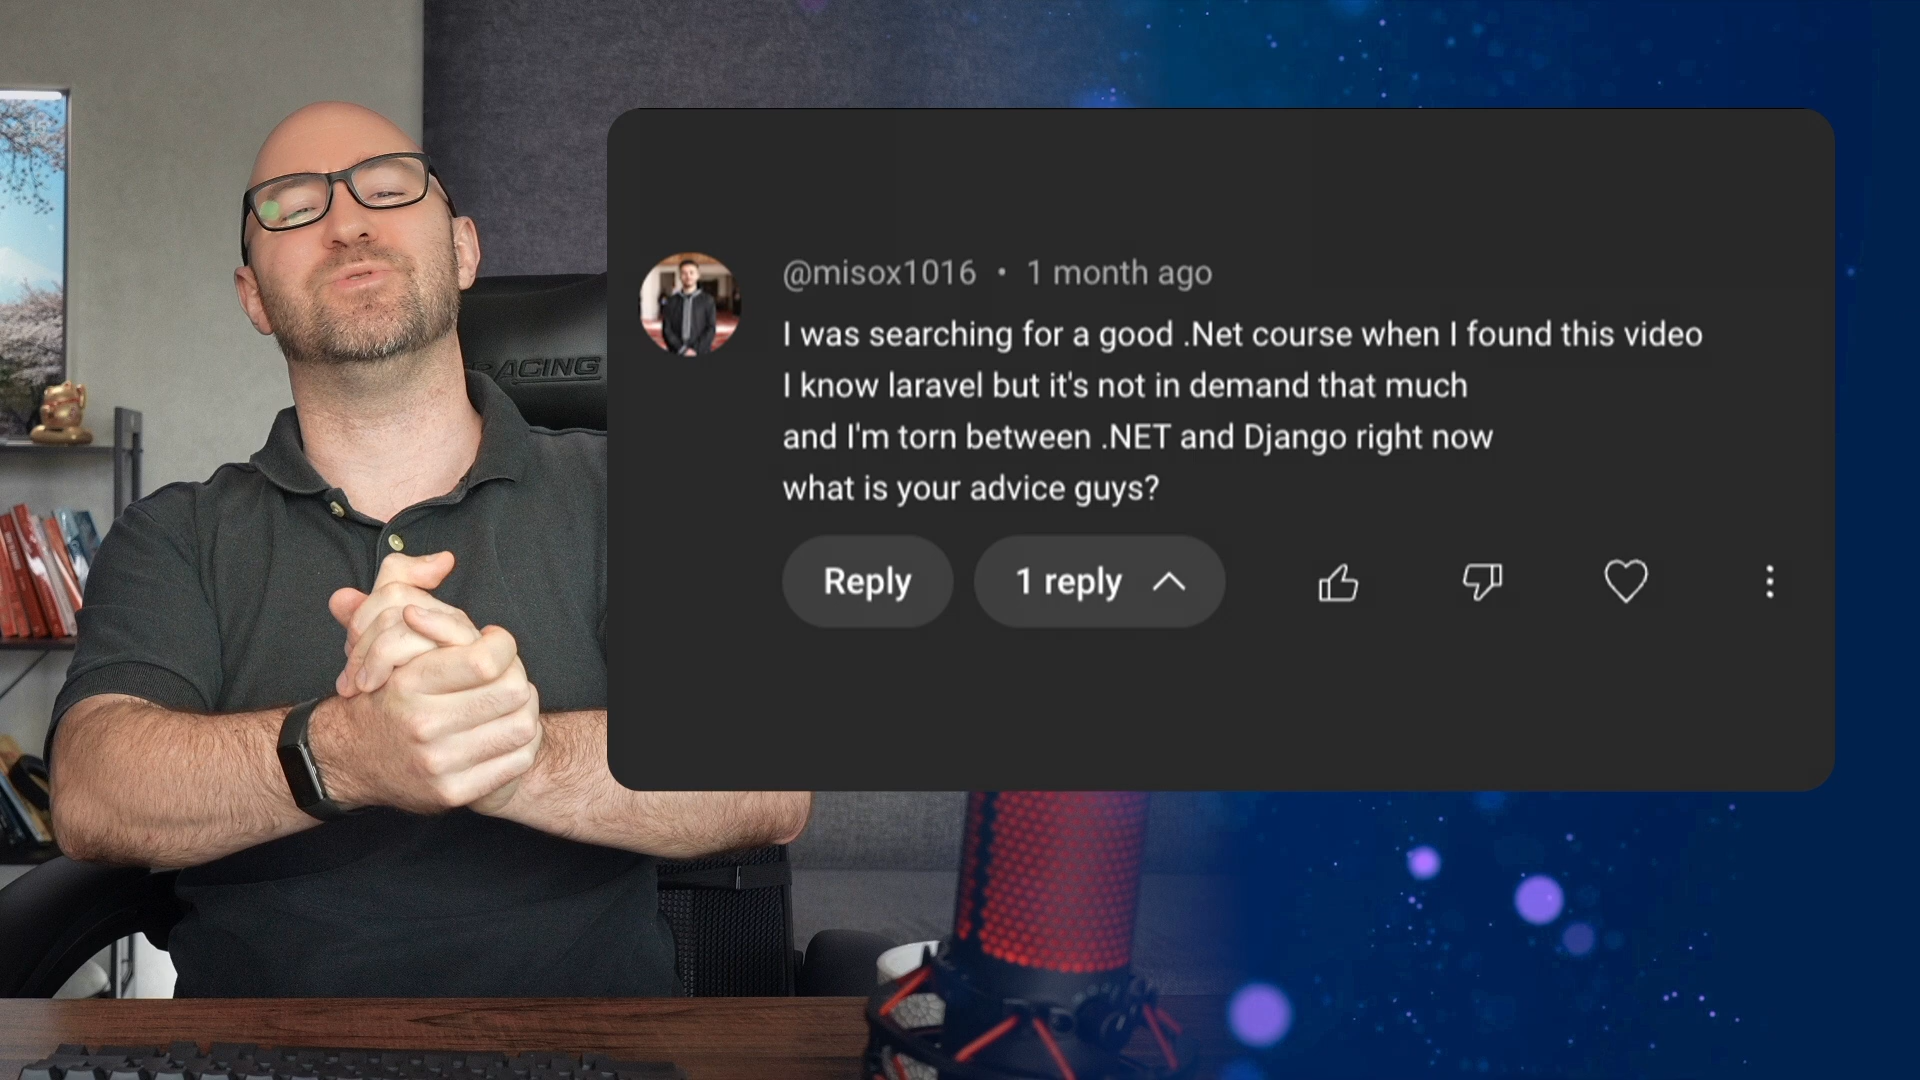 RACING
@misox1016 • 1 month ago
I was searching for a good .Net course when I found this video
I know laravel but it's not in demand that much
and I'm torn between .NET and Django right now
what is your advice guys?
Reply
1 reply